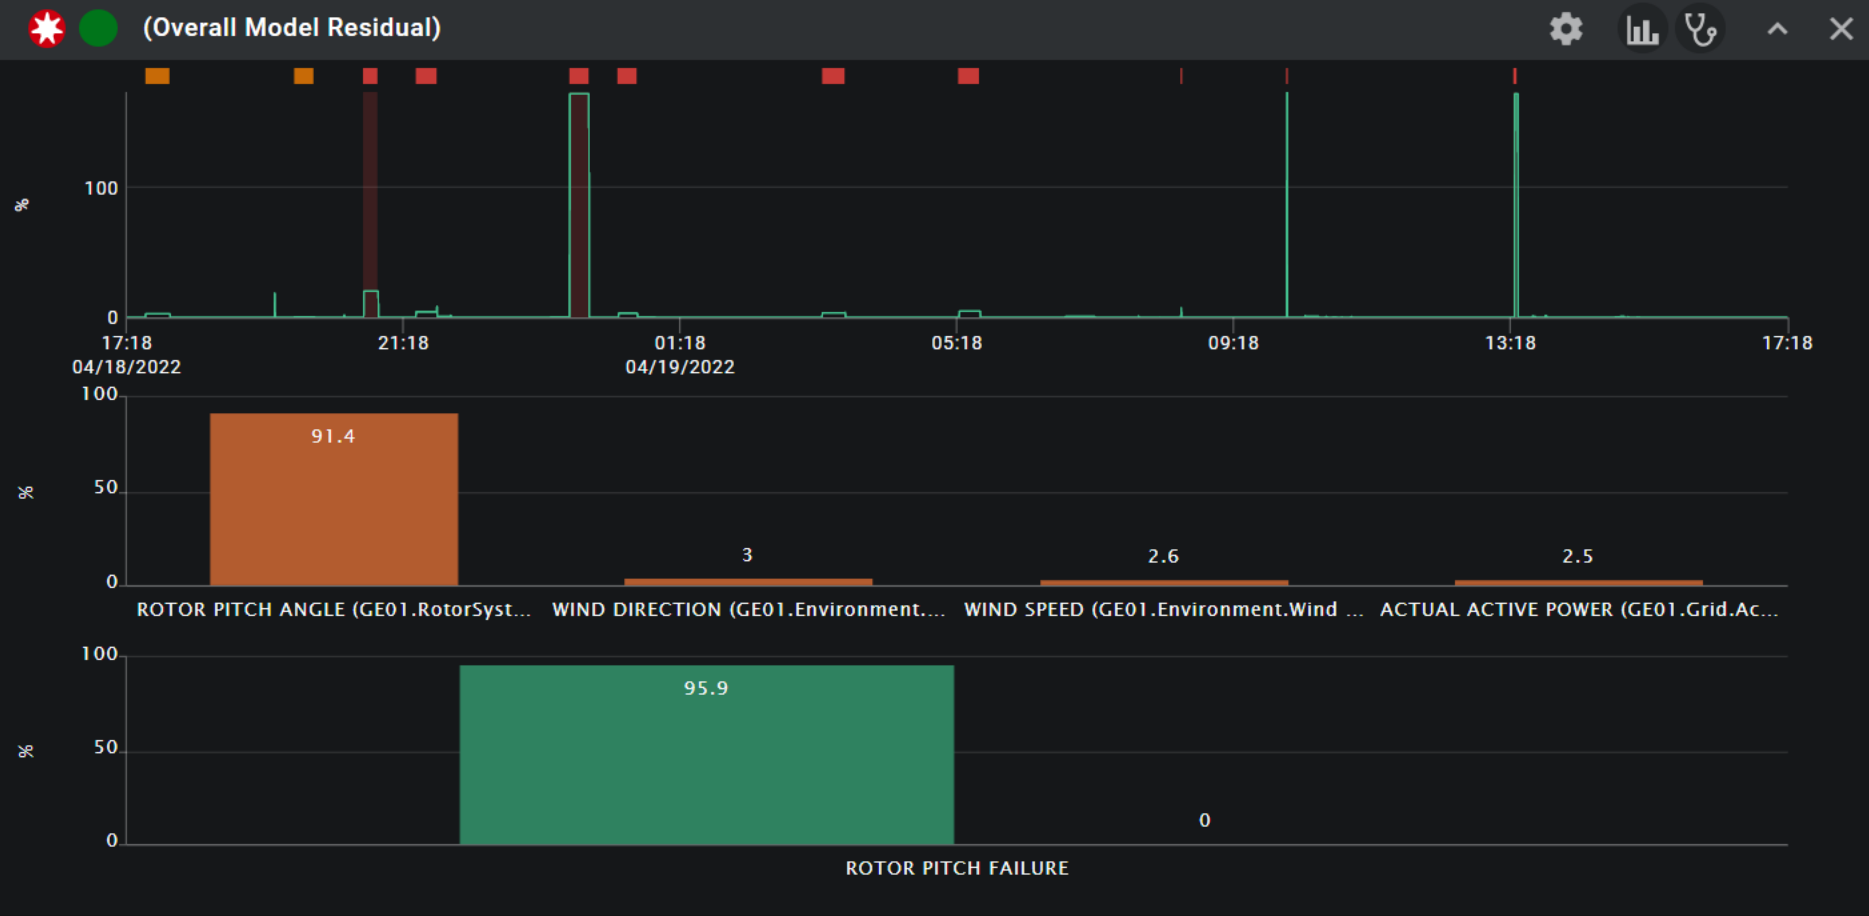 (Overall Model Residual)
%
100
0
17:18 21:18 01:18 05:18 09:18 13:18 17:18
04/18/2022 04/19/2022
%
100
50
0
91.4 3 2.6 2.5
ROTOR PITCH ANGLE (GE01.RotorSyst... WIND DIRECTION (GE01.Environment.... WIND SPEED (GE01.Environment.Wind ... ACTUAL ACTIVE POWER (GE01.Grid.Ac...
%
100
50
0
95.9 0
ROTOR PITCH FAILURE